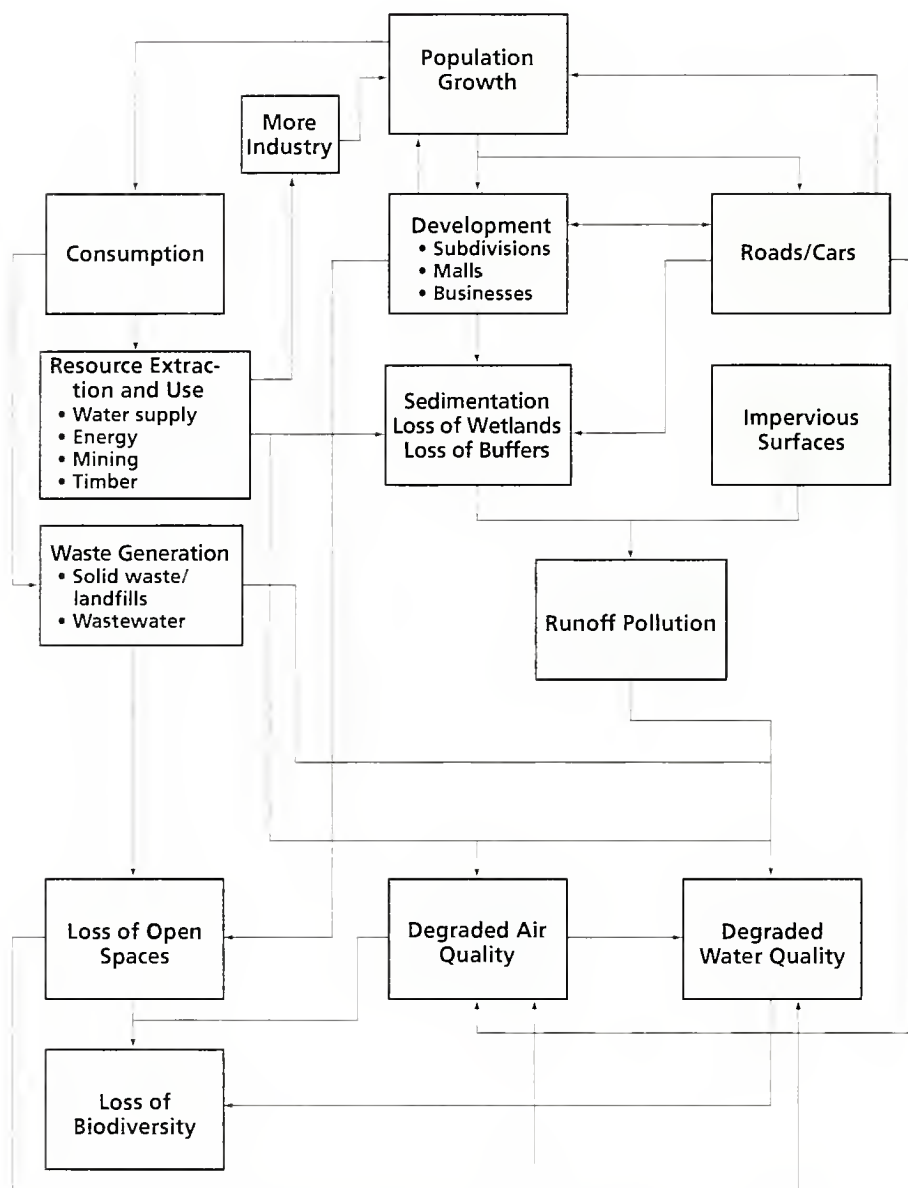 Population
Growth
More
Industry
Consumption
Development
• Subdivisions
• Malls
• Businesses
Roads/Cars
Resource Extrac-
tion and Use
• Water supply
• Energy
• Mining
• Timber
Sedimentation
Loss of Wetlands
Loss of Buffers
Impervious
Surfaces
Waste Generation
• Solid waste/
landfills
• Wastewater
Runoff Pollution
Loss of Open
Spaces
Degraded Air
Quality
Degraded
Water Quality
Loss of
Biodiversity